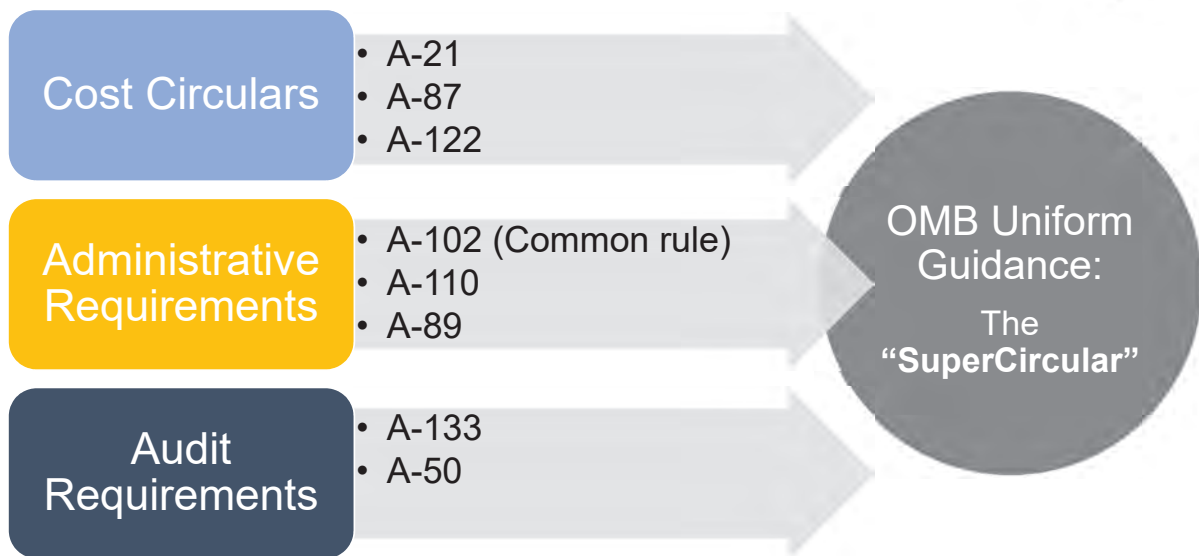 Cost Circulars
• A-21
• A-87
• A-122
Administrative
Requirements
• A-102 (Common rule)
• A-110
• A-89
Audit
Requirements
• A-133
• A-50
OMB Uniform
Guidance:
The
“SuperCircular”